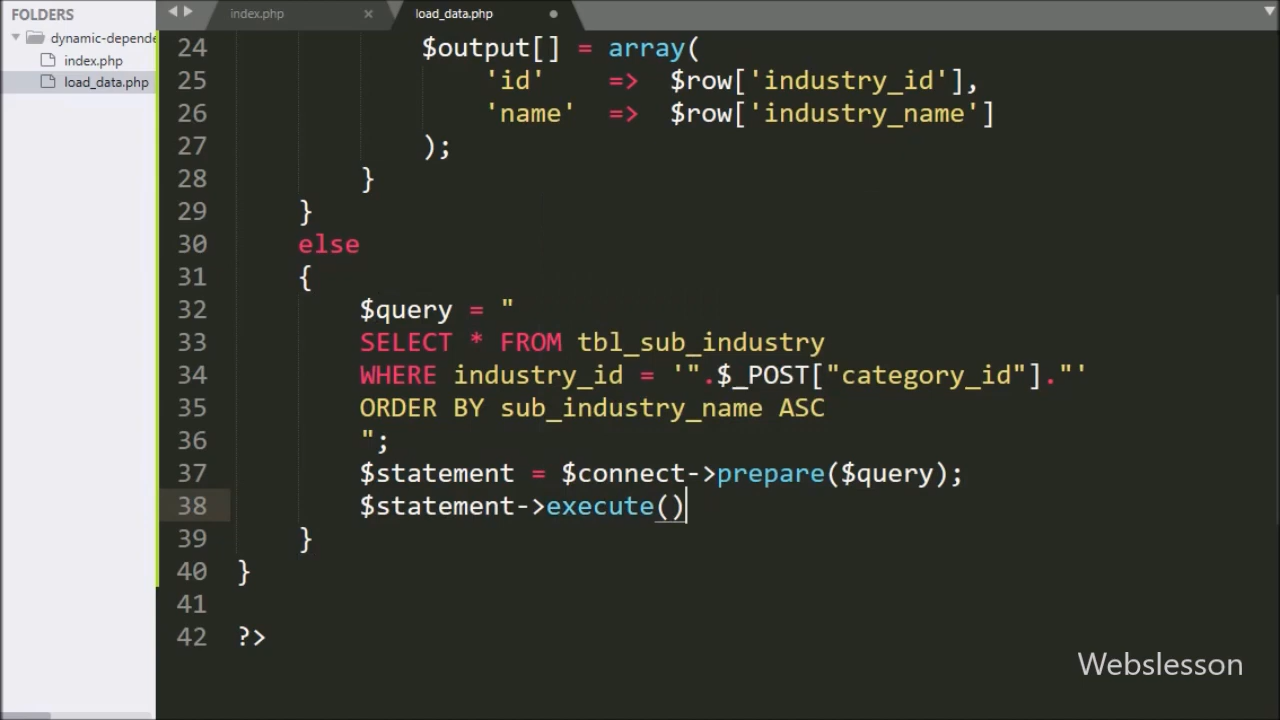 FOLDERS
dynamic-depende
index.php
load_data.php
index.php ×
load_data.php
24 $output[] = array(
25 'id' => $row['industry_id'],
26 'name' => $row['industry_name']
27 );
28 }
29 }
30 else
31 {
32 $query = "
33 SELECT * FROM tbl_sub_industry
34 WHERE industry_id = '".$_POST["category_id"]."'
35 ORDER BY sub_industry_name ASC
36 ";
37 $statement = $connect->prepare($query);
38 $statement->execute()
39 }
40 }
41
42 ?>
Webslesson